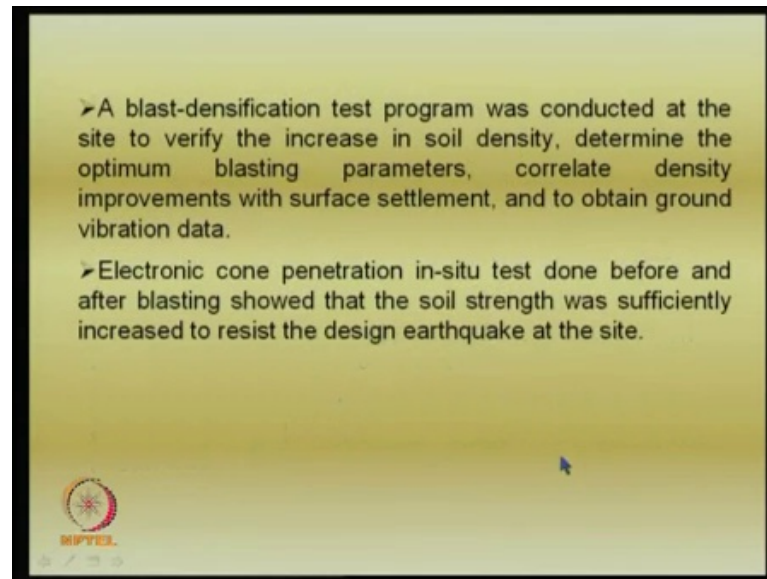 ➢A blast-densification test program was conducted at the
site to verify the increase in soil density, determine the
optimum blasting parameters, correlate density
improvements with surface settlement, and to obtain ground
vibration data.
➢Electronic cone penetration in-situ test done before and
after blasting showed that the soil strength was sufficiently
increased to resist the design earthquake at the site.
NPTEL